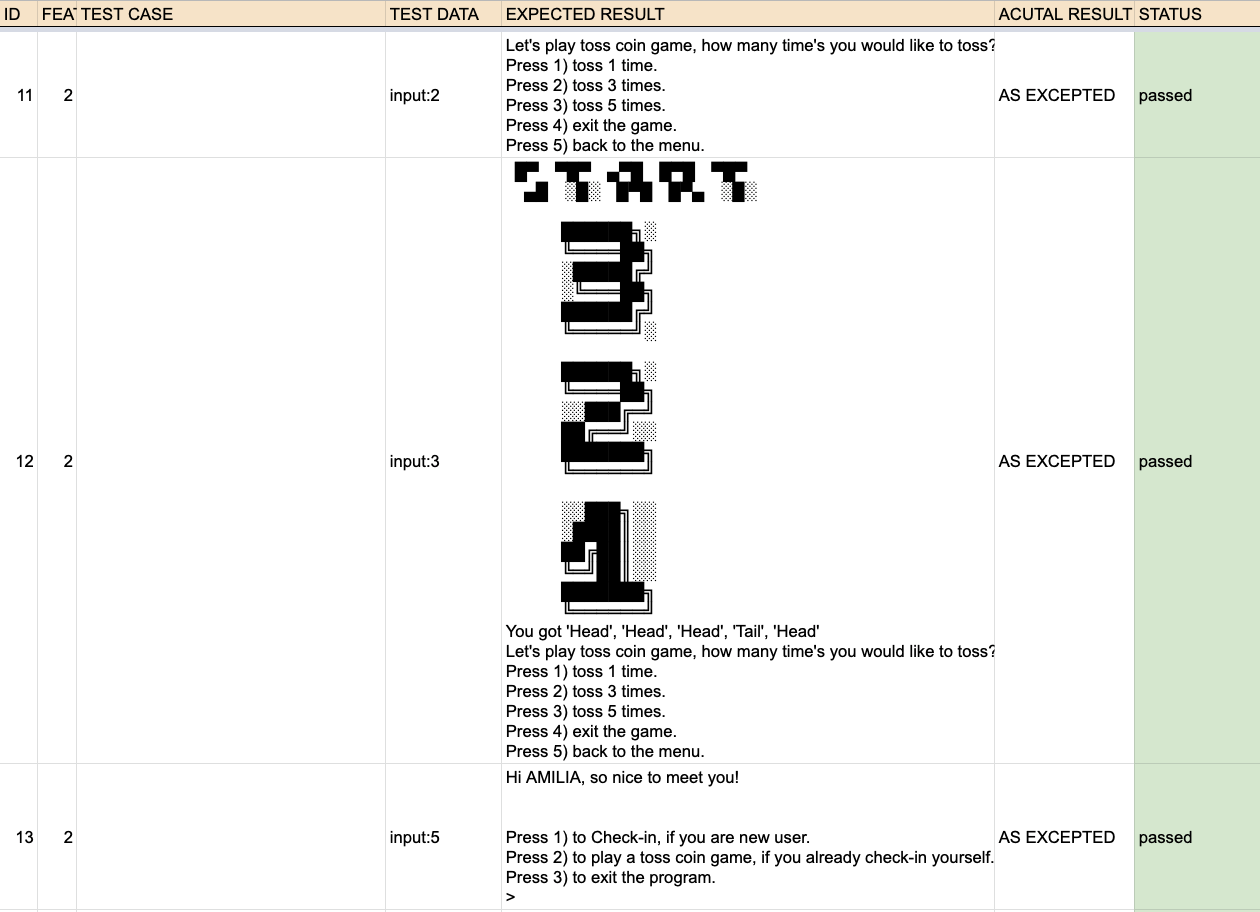 ID FEAT TEST CASE TEST DATA EXPECTED RESULT ACUTAL RESULT STATUS
11 2 input:2 AS EXCEPTED passed
Let's play toss coin game, how many time's you would like to toss?
Press 1) toss 1 time.
Press 2) toss 3 times.
Press 3) toss 5 times.
Press 4) exit the game.
Press 5) back to the menu.
12 2 input:3 AS EXCEPTED passed
START
3
2
1
You got 'Head', 'Head', 'Head', 'Tail', 'Head'
Let's play toss coin game, how many time's you would like to toss?
Press 1) toss 1 time.
Press 2) toss 3 times.
Press 3) toss 5 times.
Press 4) exit the game.
Press 5) back to the menu.
13 2 input:5 AS EXCEPTED passed
Hi AMILIA, so nice to meet you!
Press 1) to Check-in, if you are new user.
Press 2) to play a toss coin game, if you already check-in yourself.
Press 3) to exit the program.
>